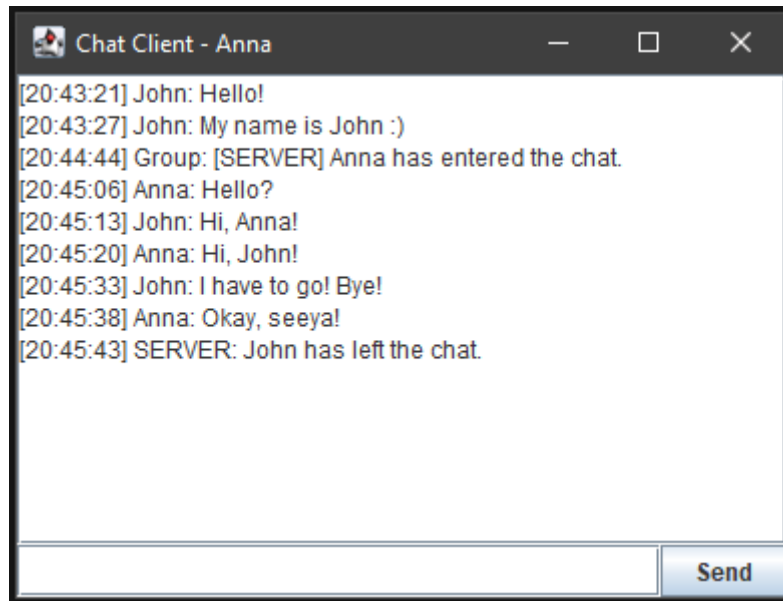 Chat Client - Anna
[20:43:21] John: Hello!
[20:43:27] John: My name is John :)
[20:44:44] Group: [SERVER] Anna has entered the chat.
[20:45:06] Anna: Hello?
[20:45:13] John: Hi, Anna!
[20:45:20] Anna: Hi, John!
[20:45:33] John: I have to go! Bye!
[20:45:38] Anna: Okay, seeya!
[20:45:43] SERVER: John has left the chat.
Send